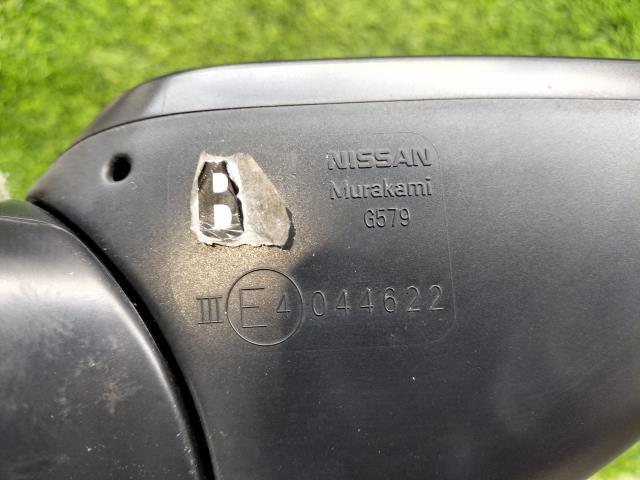 NISSAN
Murakami
G579
B
III E4 044622